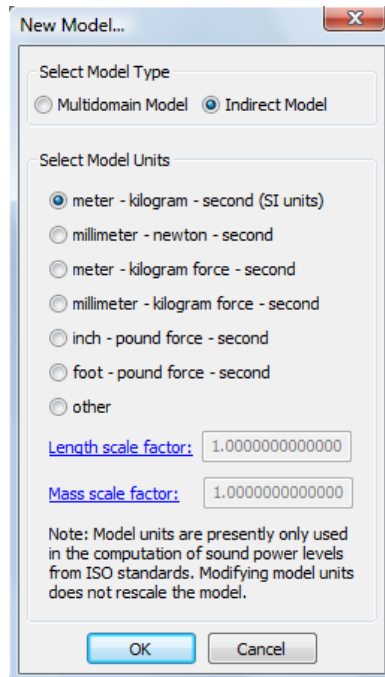 New Model...
Select Model Type
Multidomain Model Indirect Model
Select Model Units
meter - kilogram - second (SI units)
millimeter - newton - second
meter - kilogram force - second
millimeter - kilogram force - second
inch - pound force - second
foot - pound force - second
other
Length scale factor: 1.0000000000000
Mass scale factor: 1.0000000000000
Note: Model units are presently only used
in the computation of sound power levels
from ISO standards. Modifying model units
does not rescale the model.
OK Cancel